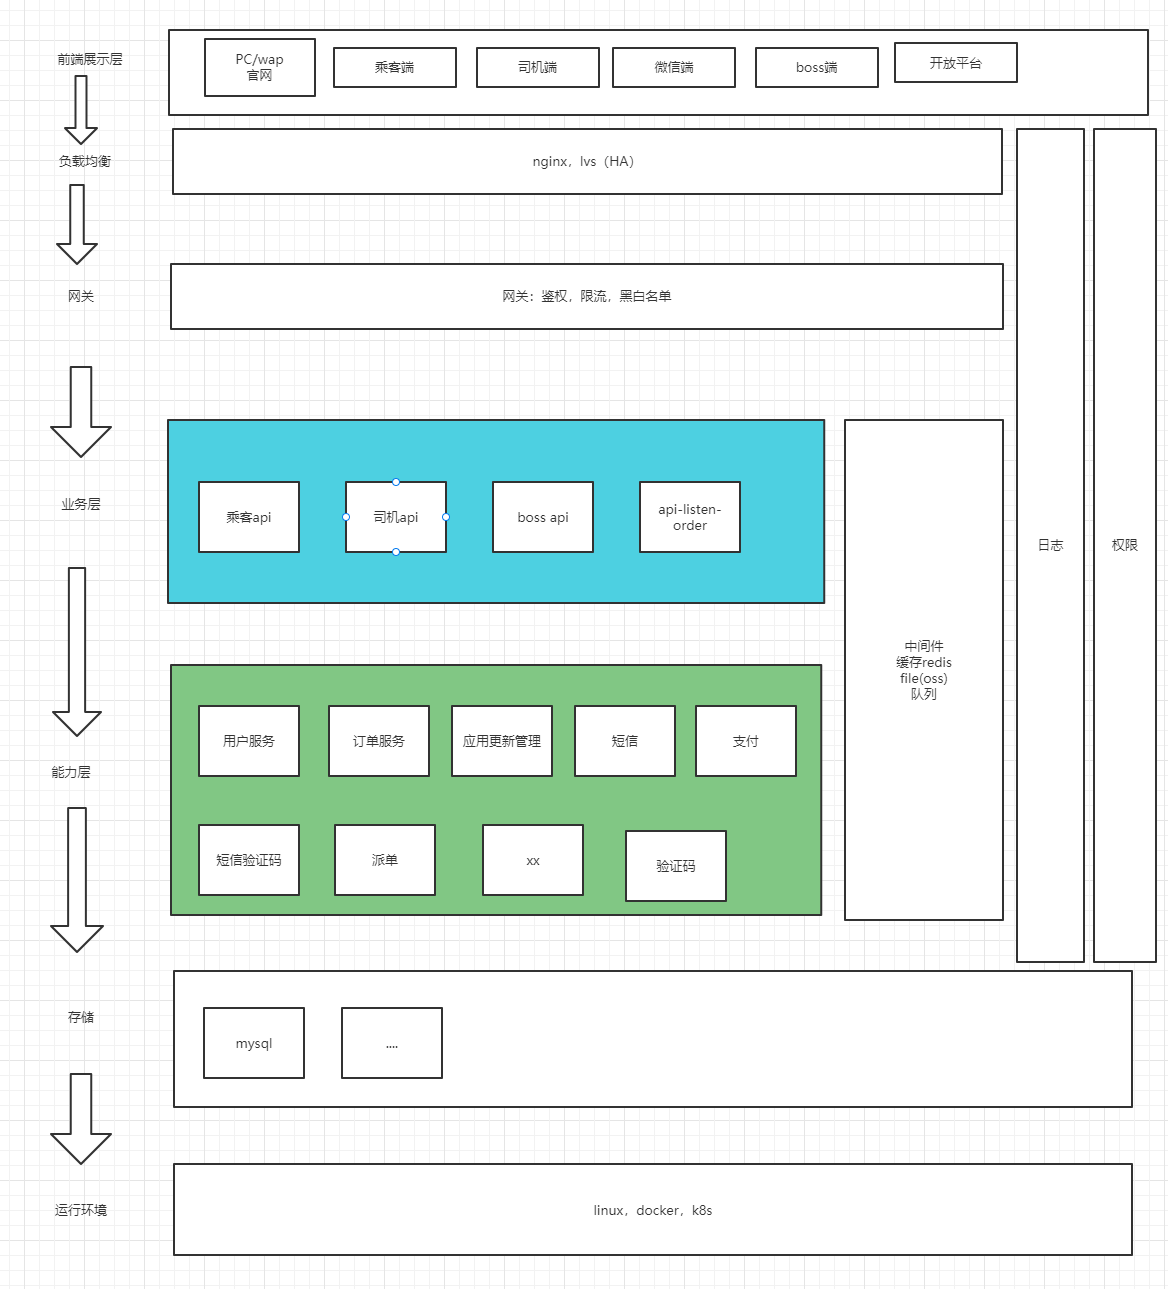 前端展示层
PC/wap
官网
乘客端
司机端
微信端
boss端
开放平台
负载均衡
nginx，lvs（HA）
网关
网关：鉴权，限流，黑白名单
业务层
乘客api
司机api
boss api
api-listen-
order
日志
权限
中间件
缓存redis
file(oss)
队列
能力层
用户服务
订单服务
应用更新管理
短信
支付
短信验证码
派单
xx
验证码
存储
mysql
....
运行环境
linux，docker，k8s